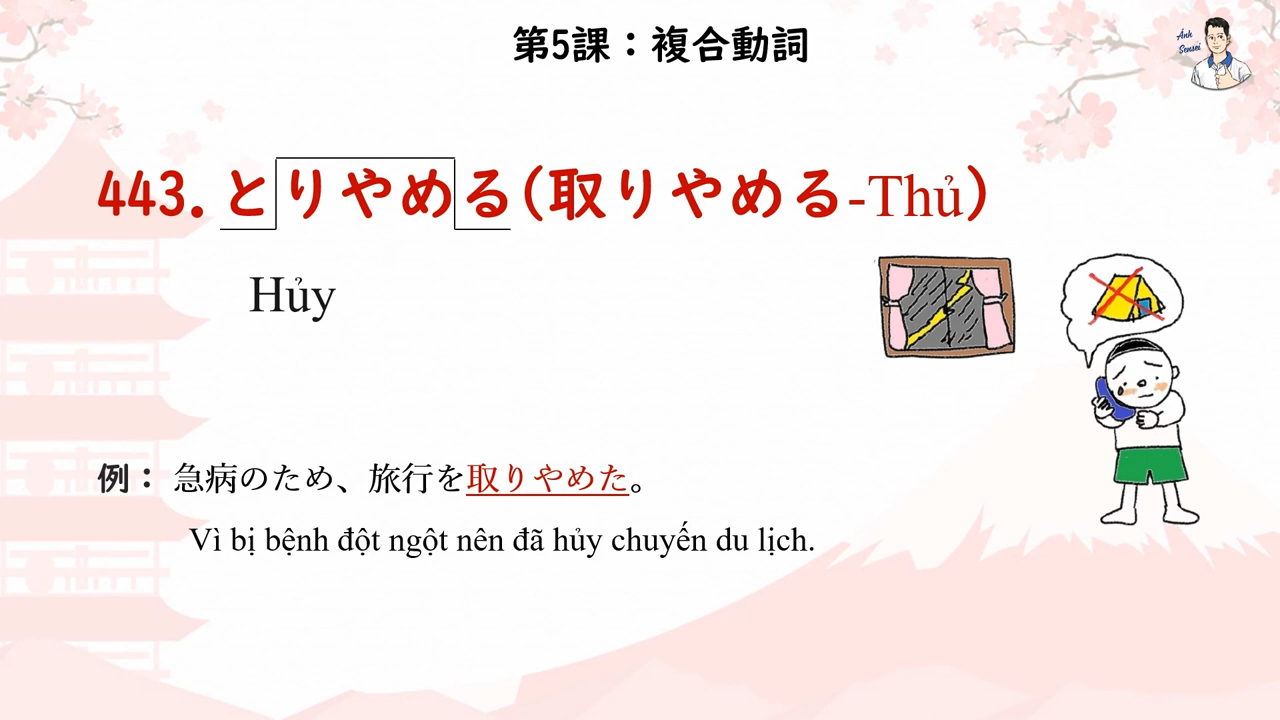 第5課：複合動詞
Ánh
Sensei
443. とりやめる(取りやめる-Thủ)
Hủy
例： 急病のため、旅行を取りやめた。
Vì bị bệnh đột ngột nên đã hủy chuyến du lịch.